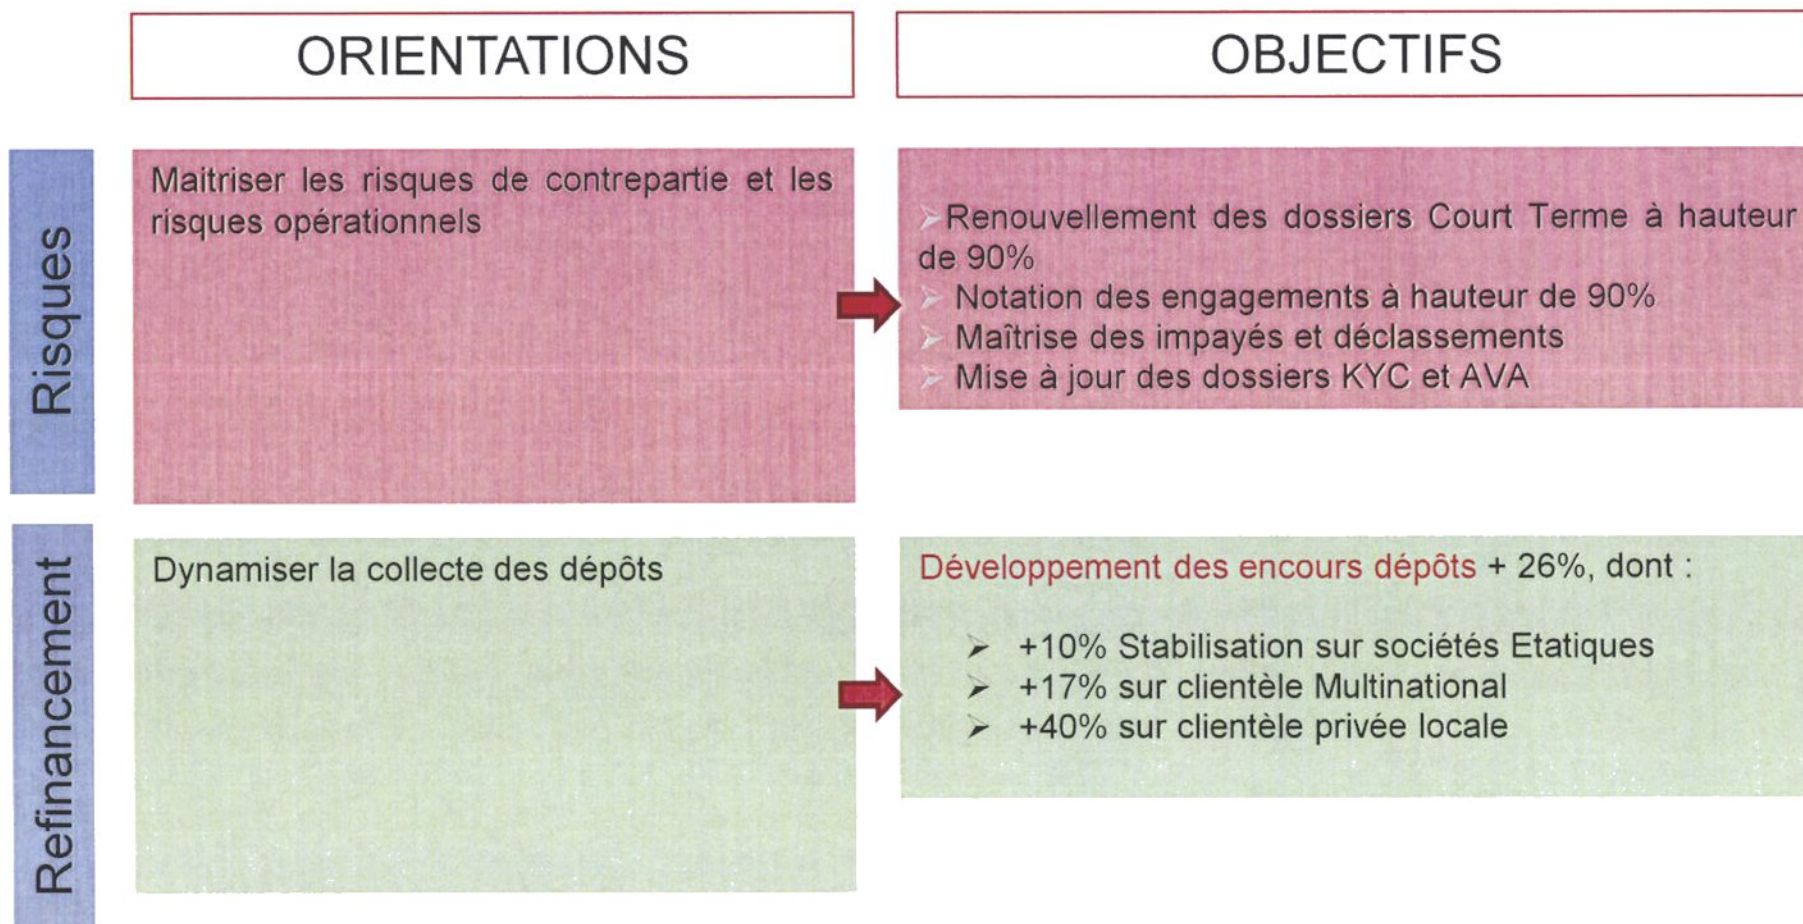 ORIENTATIONS
OBJECTIFS
Risques
Maitriser les risques de contrepartie et les
risques opérationnels
➢Renouvellement des dossiers Court Terme à hauteur
de 90%
➢ Notation des engagements à hauteur de 90%
➢ Maîtrise des impayés et déclassements
➢ Mise à jour des dossiers KYC et AVA
Refinancement
Dynamiser la collecte des dépôts
Développement des encours dépôts + 26%, dont :
➢ +10% Stabilisation sur sociétés Etatiques
➢ +17% sur clientèle Multinational
➢ +40% sur clientèle privée locale